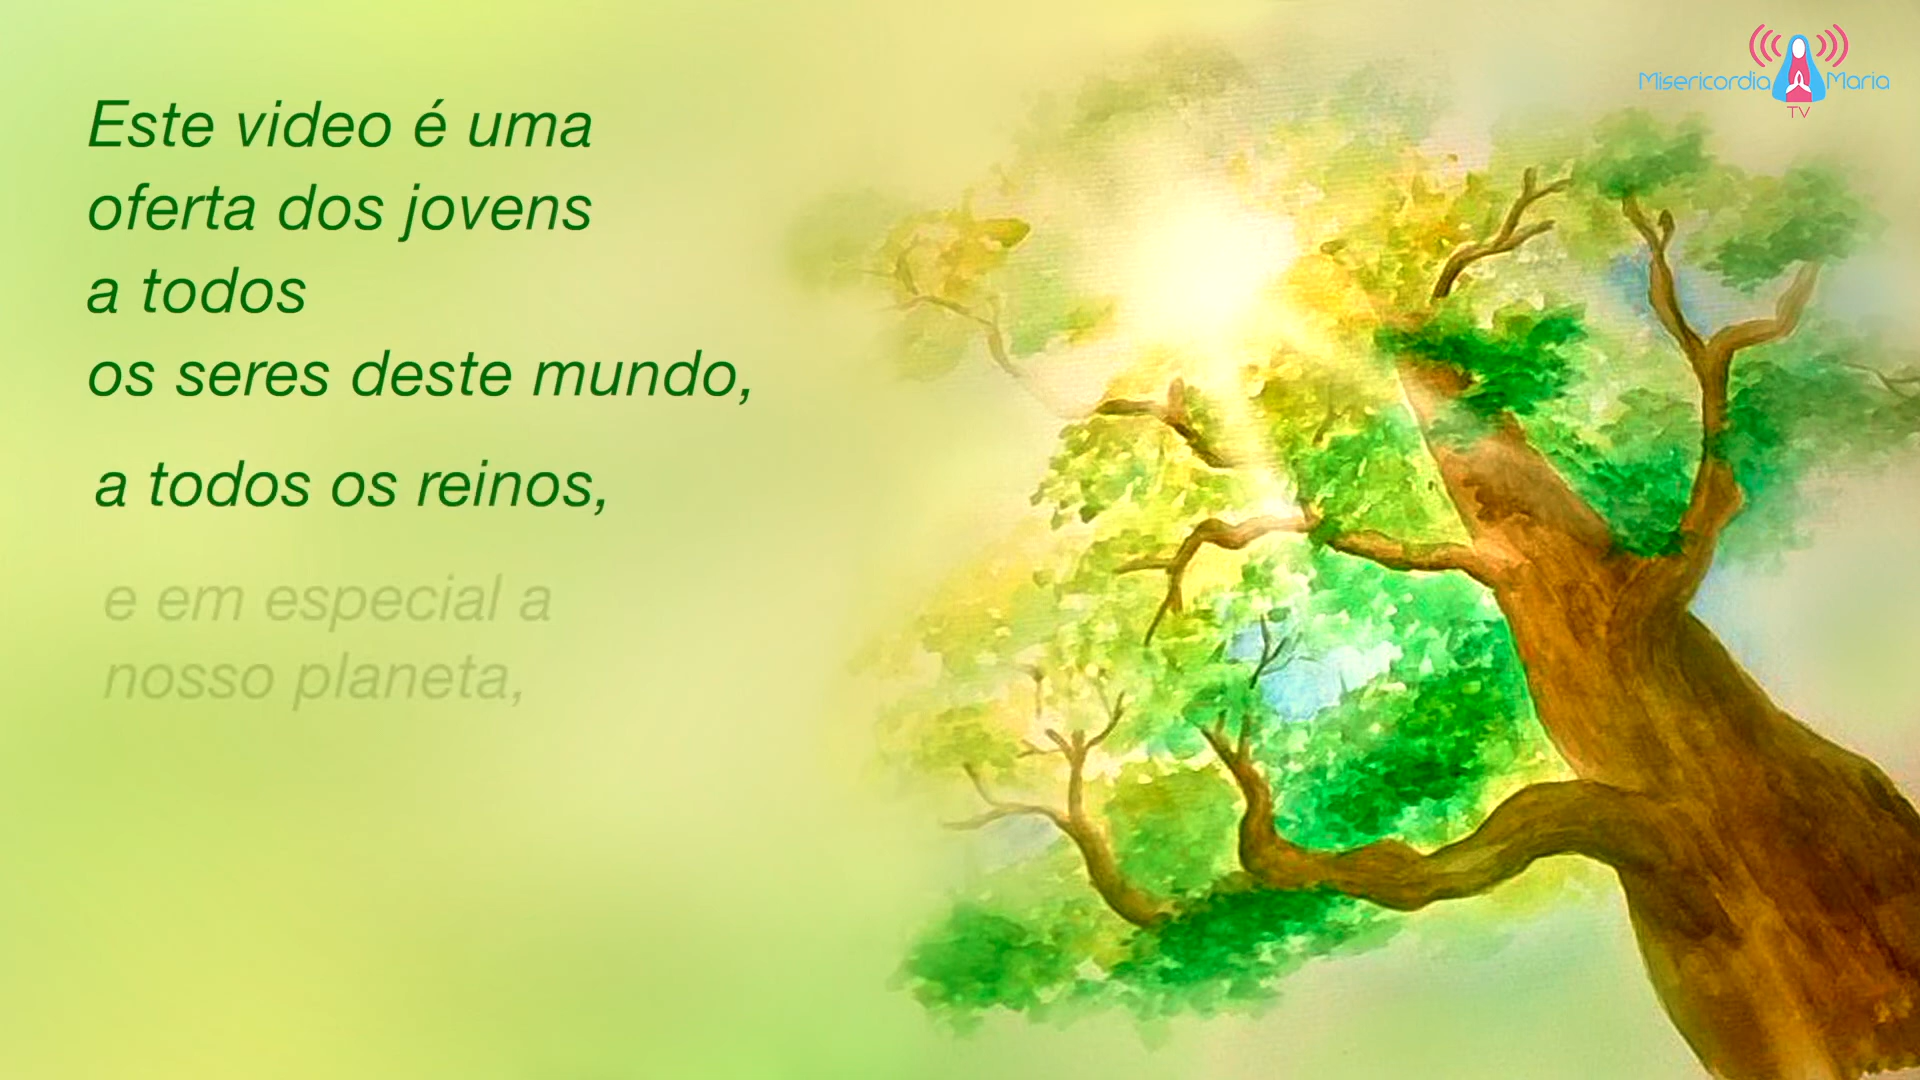 Este video é uma
oferta dos jovens
a todos
os seres deste mundo,
a todos os reinos,
e em especial a
nosso planeta,
Misericordia Maria
TV